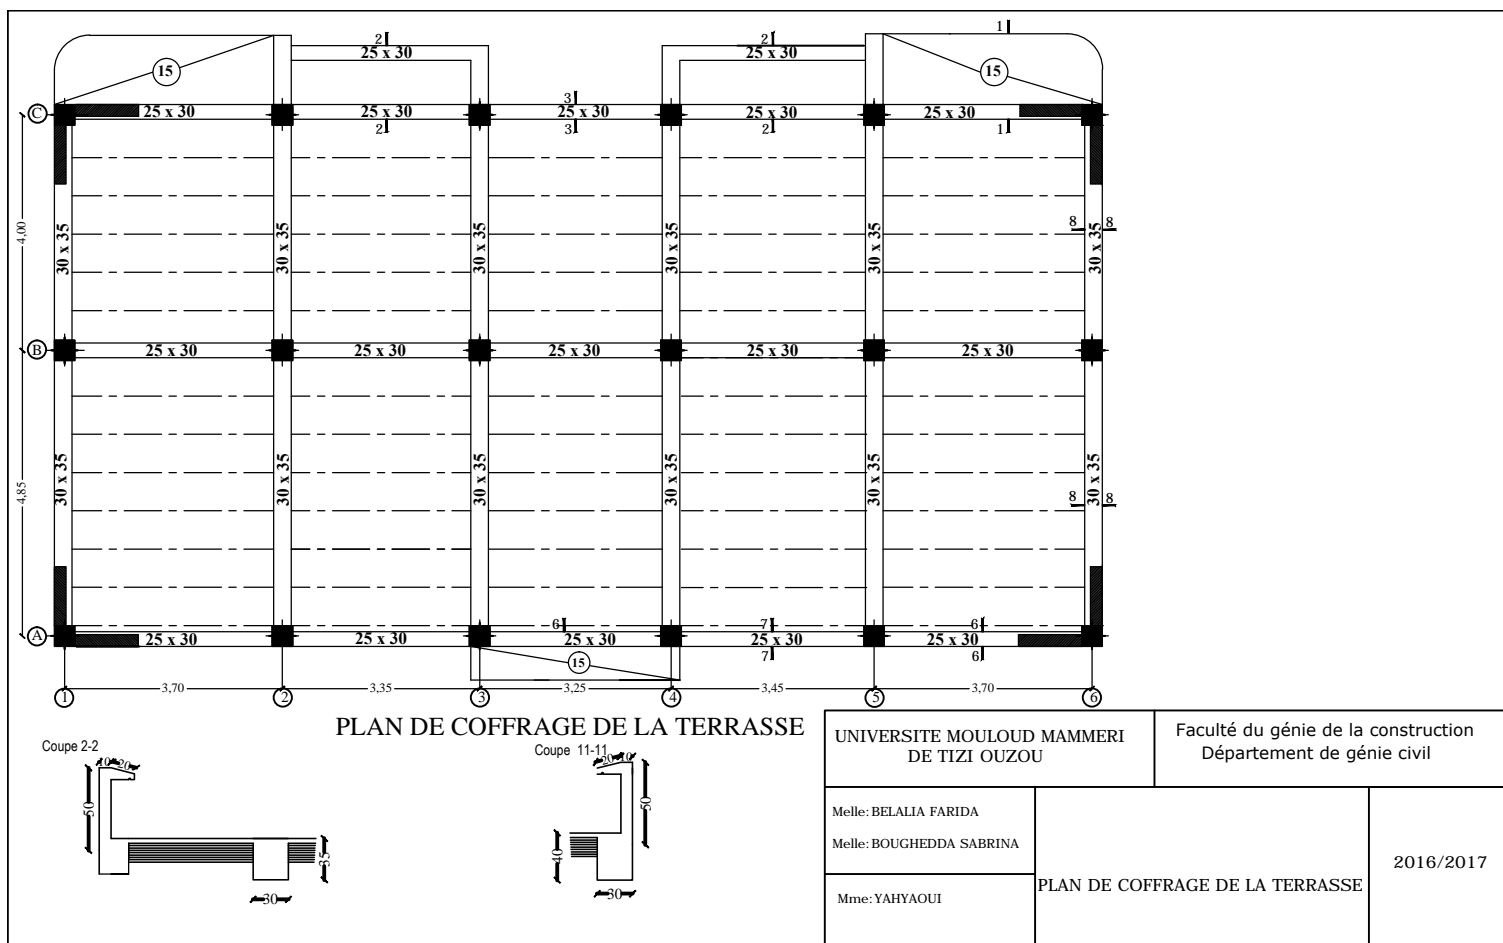 1
2 2
25 x 30 25 x 30
15 15
3
C 25 x 30 25 x 30 25 x 30 25 x 30 25 x 30
2 3 2 1
8 8
4,00
30 x 35 30 x 35 30 x 35 30 x 35 30 x 35 30 x 35
B 25 x 30 25 x 30 25 x 30 25 x 30 25 x 30
30 x 35 30 x 35 30 x 35 30 x 35 30 x 35 30 x 35
4,85
8 8
6 7 6
A 25 x 30 25 x 30 25 x 30 25 x 30 25 x 30
7 6
15
3,70 3,35 3,25 3,45 3,70
1 2 3 4 5 6
PLAN DE COFFRAGE DE LA TERRASSE
Coupe 2-2
10 20
50
35
30
Coupe 11-11
20 10
50
40
30
UNIVERSITE MOULOUD MAMMERI
DE TIZI OUZOU
Faculté du génie de la construction
Département de génie civil
Melle: BELALIA FARIDA
Melle: BOUGHEDDA SABRINA
Mme: YAHYAOUI
PLAN DE COFFRAGE DE LA TERRASSE
2016/2017